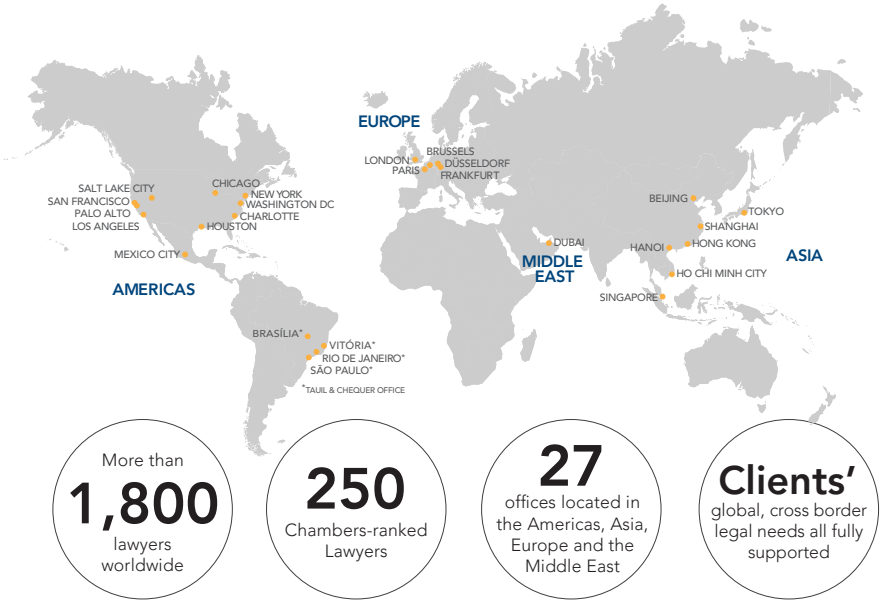 EUROPE
BRUSSELS
LONDON
DÜSSELDORF
PARIS
FRANKFURT
SALT LAKE CITY
CHICAGO
NEW YORK
SAN FRANCISCO
WASHINGTON DC
PALO ALTO
CHARLOTTE
LOS ANGELES
HOUSTON
MEXICO CITY
AMERICAS
BEIJING
TOKYO
SHANGHAI
DUBAI
HANOI
HONG KONG
MIDDLE
EAST
ASIA
HO CHI MINH CITY
SINGAPORE
BRASÍLIA*
VITÓRIA*
RIO DE JANEIRO*
SÃO PAULO*
*TAUIL & CHEQUER OFFICE
More than
1,800
lawyers
worldwide
250
Chambers-ranked
Lawyers
27
offices located in
the Americas, Asia,
Europe and the
Middle East
Clients’
global, cross border
legal needs all fully
supported